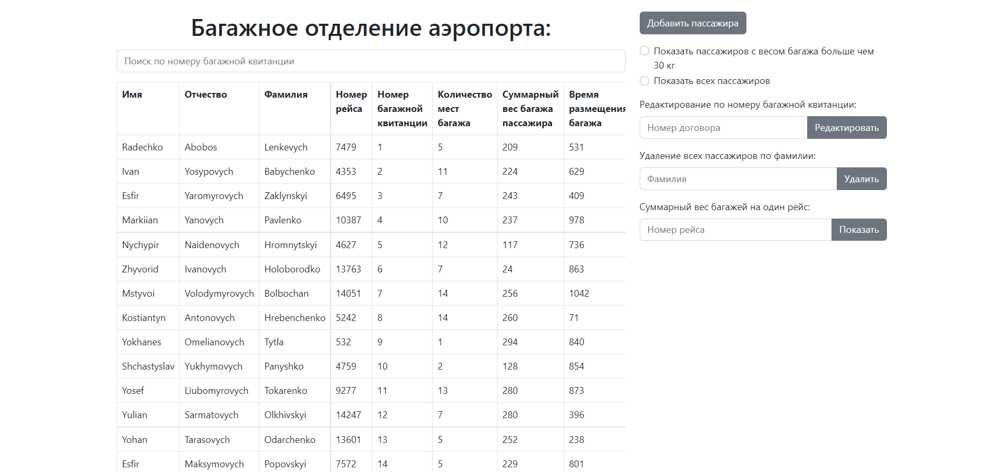 Багажное отделение аэропорта:
Поиск по номеру багажной квитанции
Имя Отчество Фамилия Номер рейса Номер багажной квитанции Количество мест багажа Суммарный вес багажа пассажира Время размещения багажа
Radechko Abobos Lenkevych 7479 1 5 209 531
Ivan Yosypovych Babychenko 4353 2 11 224 629
Esfir Yaromyrovych Zaklynskyi 6495 3 7 243 409
Markiian Yanovych Pavlenko 10387 4 10 237 978
Nychypir Naidenovych Hromnytskyi 4627 5 12 117 736
Zhyvorid Ivanovych Holoborodko 13763 6 7 24 863
Mstyvoi Volodymyrovych Bolbochan 14051 7 14 256 1042
Kostiantyn Antonovych Hrebenchenko 5242 8 14 260 71
Yokhanes Omelianovych Tytla 532 9 1 294 840
Shchastyslav Yukhymovych Panyshko 4759 10 2 128 854
Yosef Liubomyrovych Tokarenko 9277 11 13 280 873
Yulian Sarmatovych Olkhivskyi 14247 12 7 280 396
Yohan Tarasovych Odarchenko 13601 13 5 252 238
Esfir Maksymovych Popovskyi 7572 14 5 229 801
Добавить пассажира
Показать пассажиров с весом багажа больше чем
30 кг
Показать всех пассажиров
Редактирование по номеру багажной квитанции:
Номер договора Редактировать
Удаление всех пассажиров по фамилии:
Фамилия Удалить
Суммарный вес багажей на один рейс:
Номер рейса Показать